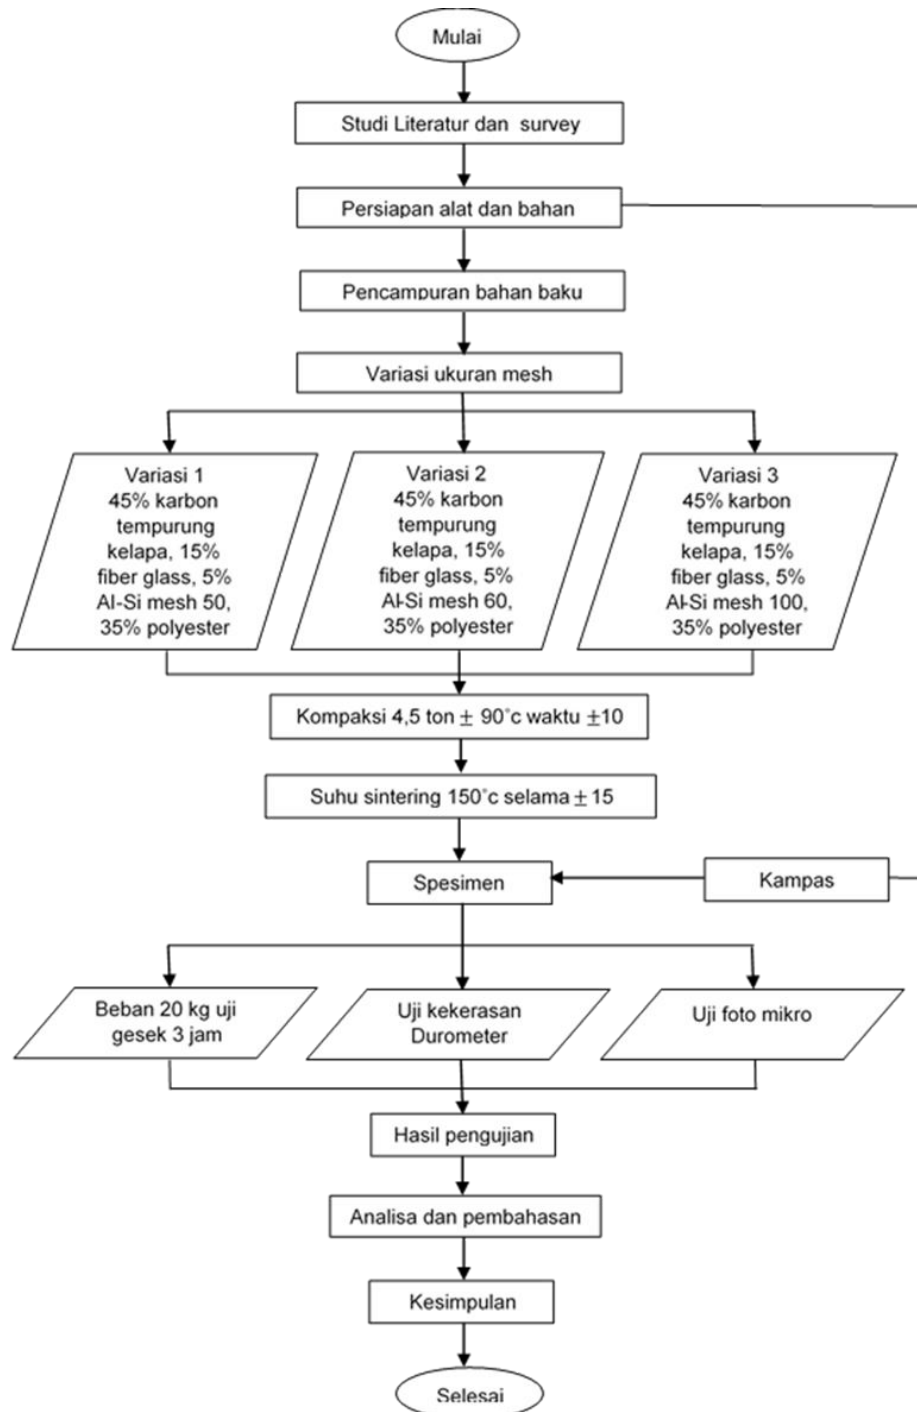 Mulai
Studi Literatur dan survey
Persiapan alat dan bahan
Pencampuran bahan baku
Variasi ukuran mesh
Variasi 1
45% karbon
tempurung
kelapa, 15%
fiber glass, 5%
Al-Si mesh 50,
35% polyester
Variasi 2
45% karbon
tempurung
kelapa, 15%
fiber glass, 5%
Al-Si mesh 60,
35% polyester
Variasi 3
45% karbon
tempurung
kelapa, 15%
fiber glass, 5%
Al-Si mesh 100,
35% polyester
Kompaksi 4,5 ton ± 90˚c waktu ±10
Suhu sintering 150˚c selama ±15
Spesimen
Kampas
Beban 20 kg uji
gesek 3 jam
Uji kekerasan
Durometer
Uji foto mikro
Hasil pengujian
Analisa dan pembahasan
Kesimpulan
Selesai